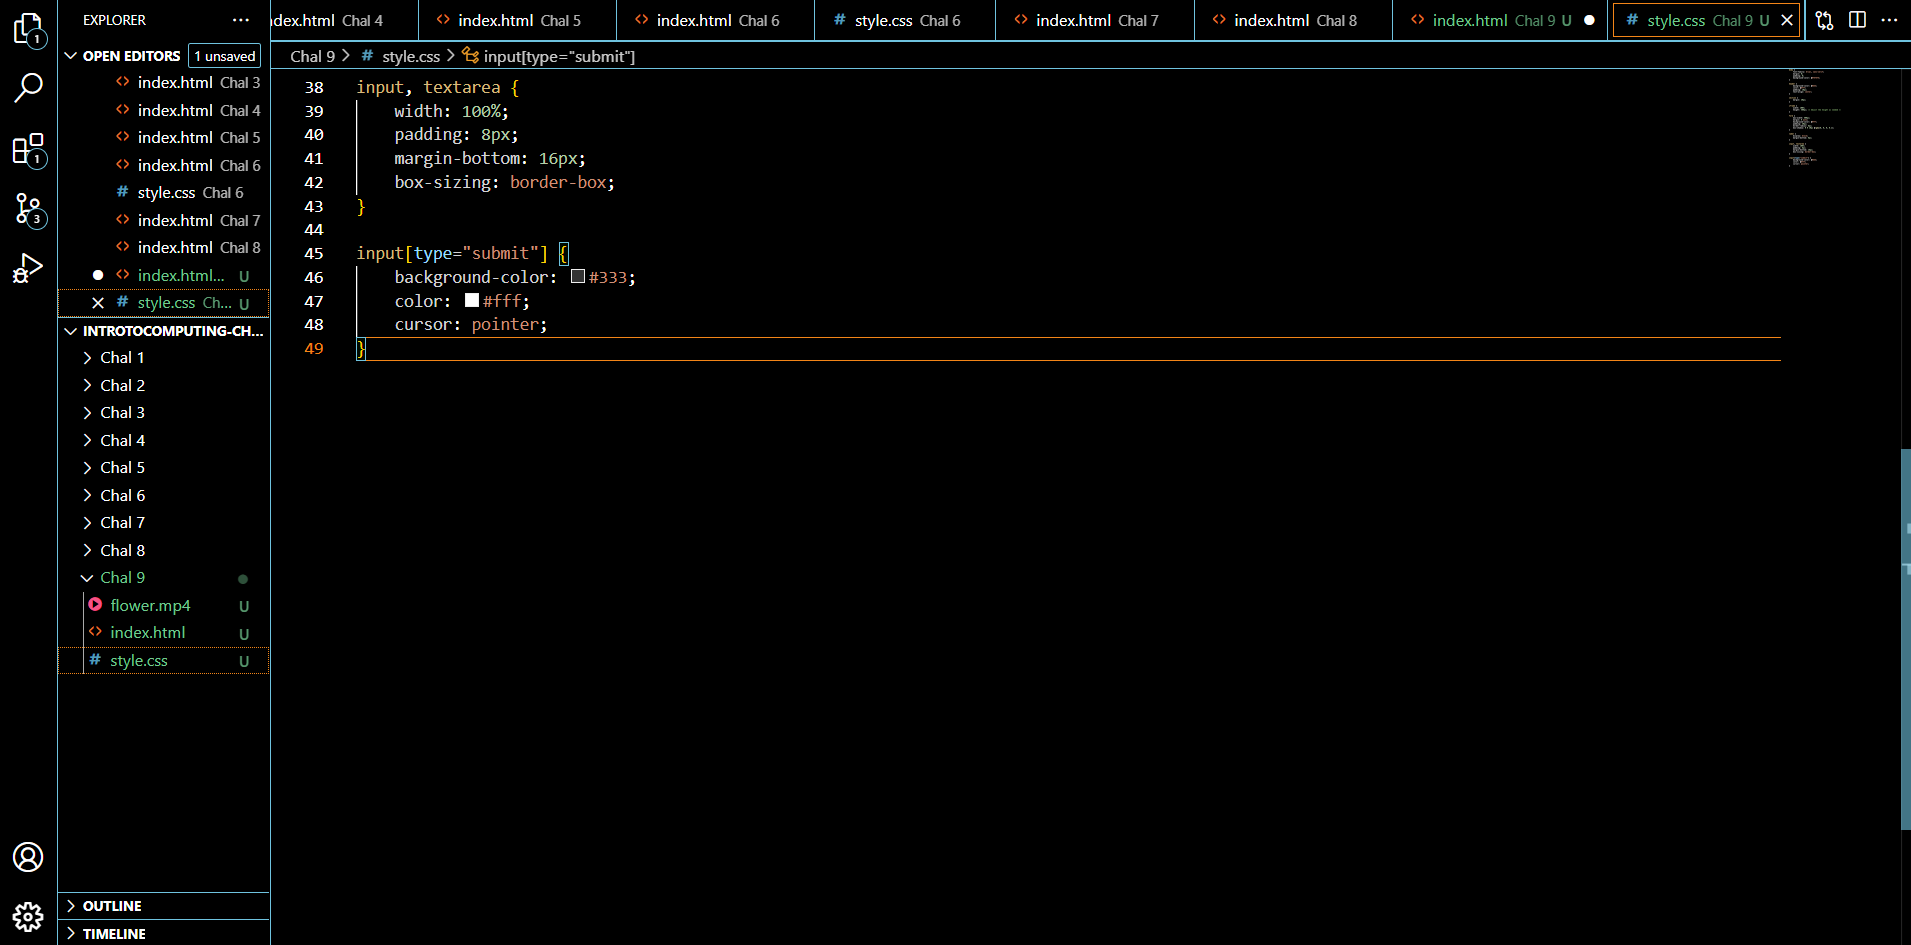 EXPLORER
OPEN EDITORS 1 unsaved
index.html Chal 3
index.html Chal 4
index.html Chal 5
index.html Chal 6
# style.css Chal 6
index.html Chal 7
index.html Chal 8
index.html... U
# style.css Ch... U
INTROTOCOMPUTING-CH...
Chal 1
Chal 2
Chal 3
Chal 4
Chal 5
Chal 6
Chal 7
Chal 8
Chal 9
flower.mp4 U
index.html U
# style.css U
OUTLINE
TIMELINE
1
1
3
dex.html Chal 4
index.html Chal 5
index.html Chal 6
# style.css Chal 6
index.html Chal 7
index.html Chal 8
index.html Chal 9 U
# style.css Chal 9 U
Chal 9 > # style.css > input[type="submit"]
38 input, textarea {
39 width: 100%;
40 padding: 8px;
41 margin-bottom: 16px;
42 box-sizing: border-box;
43 }
44
45 input[type="submit"] {
46 background-color: #333;
47 color: #fff;
48 cursor: pointer;
49 }